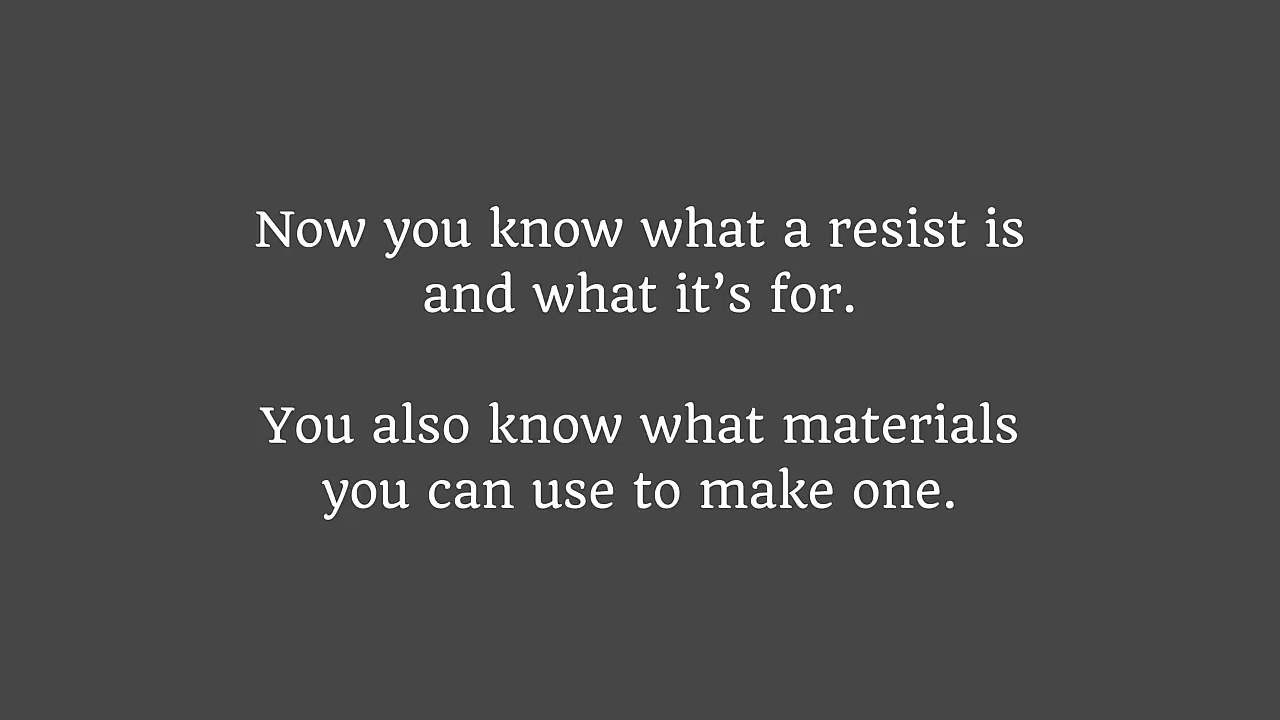 Now you know what a resist is
and what it’s for.
You also know what materials
you can use to make one.